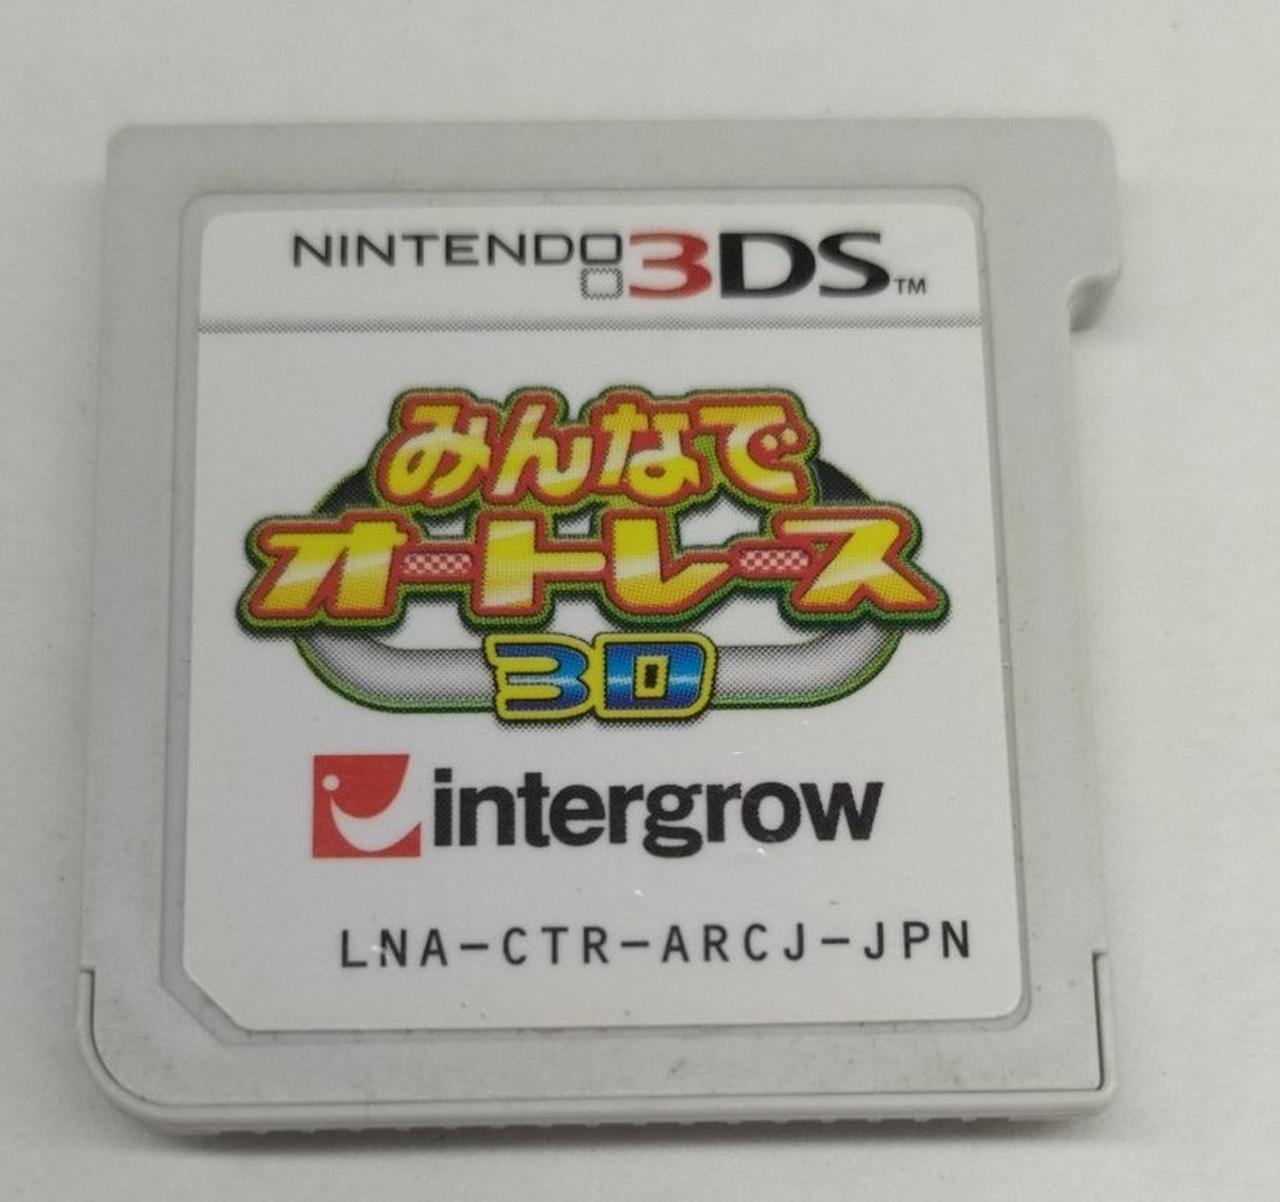 NINTENDO 3DS™
みんなで
オートレース
3D
intergrow
LNA-CTR-ARCJ-JPN